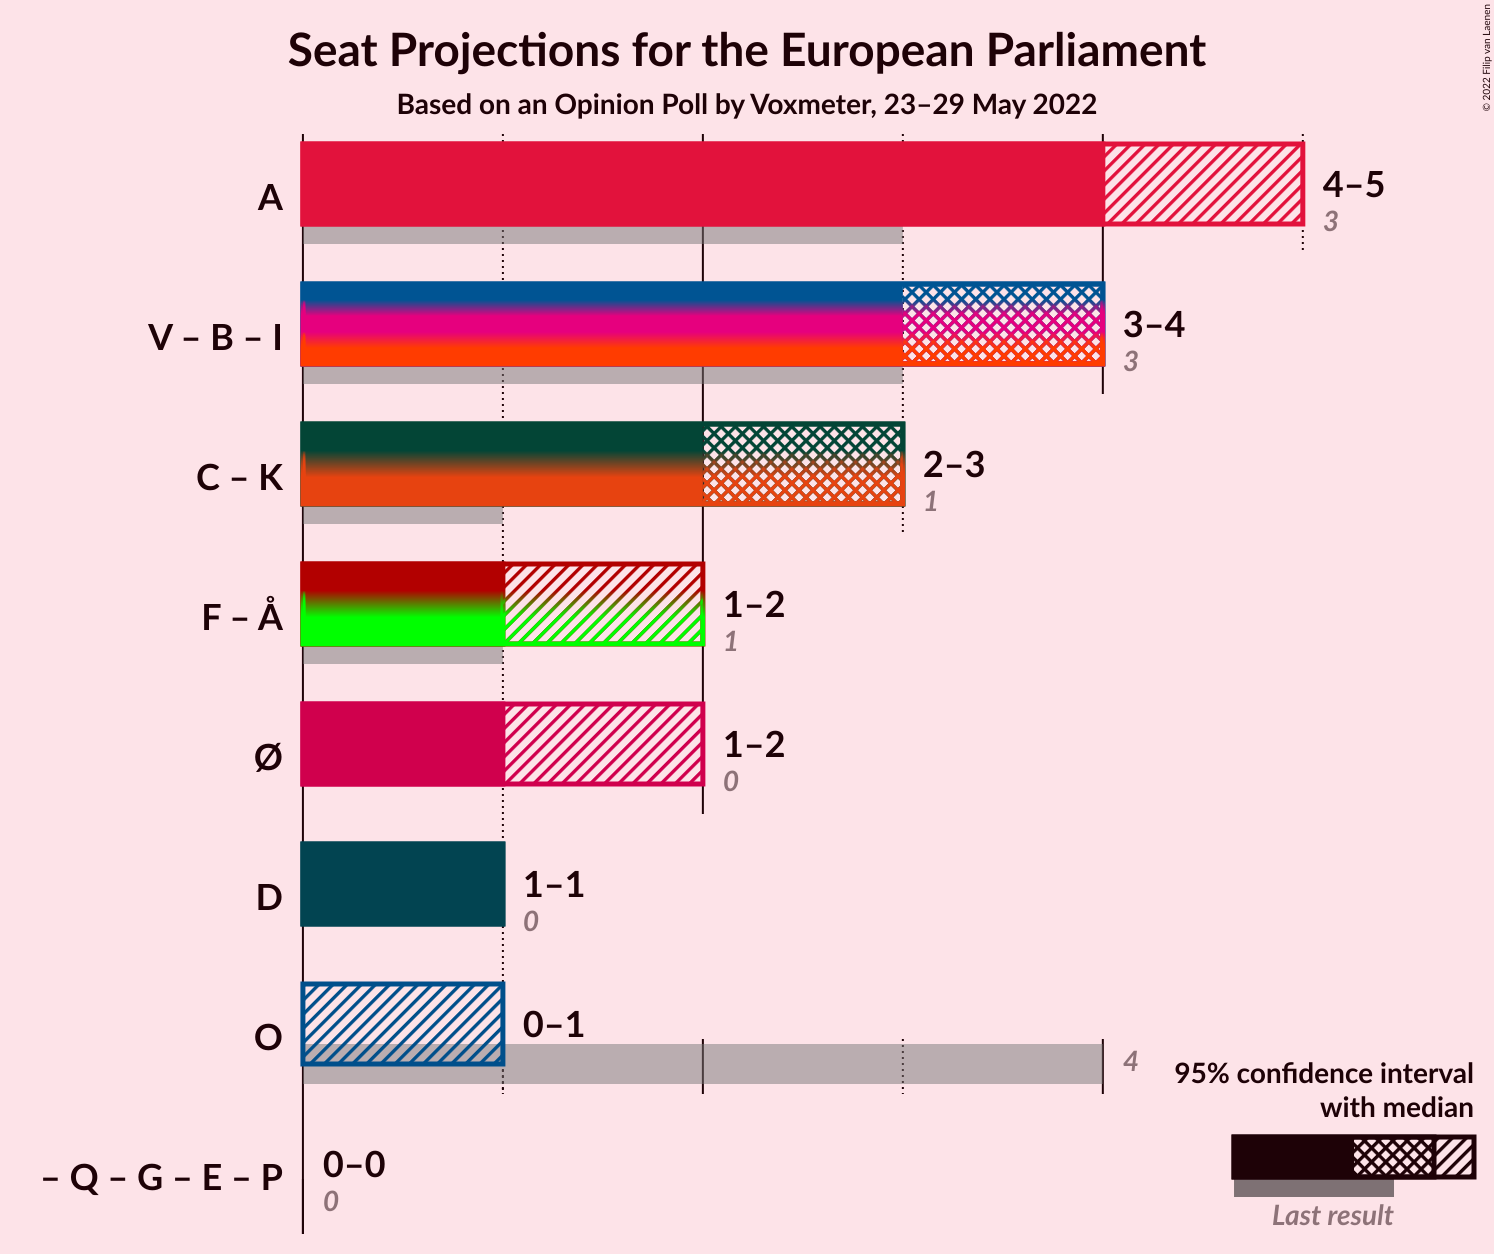 Seat Projections for the European Parliament
Based on an Opinion Poll by Voxmeter, 23–29 May 2022
© 2022 Filip van Laenen
A
4–5
3
V – B – I
3–4
3
C – K
2–3
1
F – Å
1–2
1
Ø
1–2
0
D
1–1
0
O
0–1
4
– Q – G – E – P
0–0
0
95% confidence interval
with median
Last result